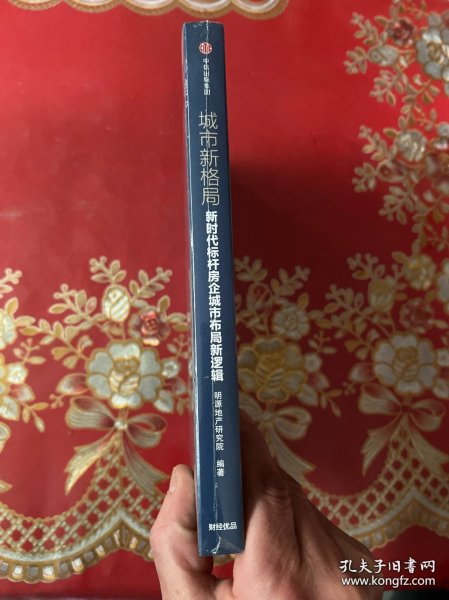 中信出版集团
城市新格局
新时代标杆房企城市布局新逻辑
明源地产研究院 编著
财经优品
孔夫子旧书网
www.kongfz.com